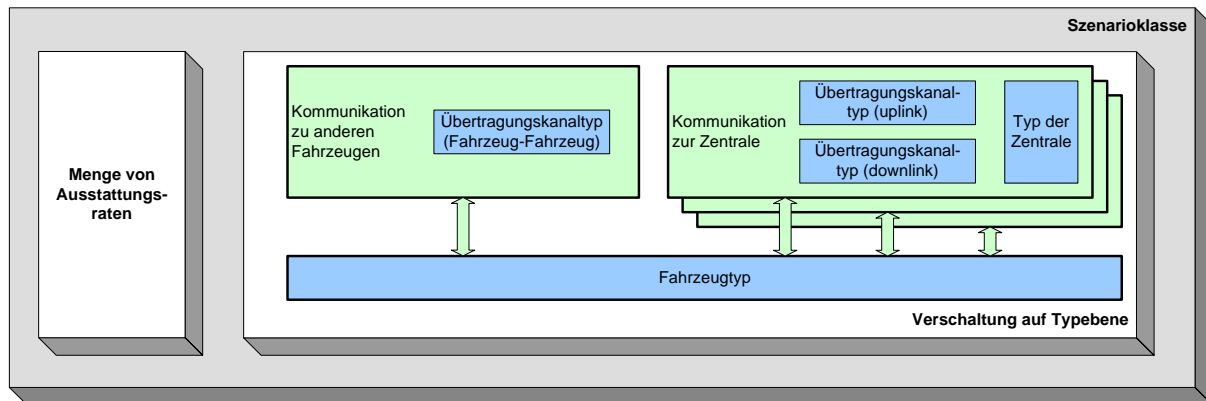 Szenarioklasse
Menge von
Ausstattungs-
raten
Kommunikation
zu anderen
Fahrzeugen
Übertragungskanaltyp
(Fahrzeug-Fahrzeug)
Kommunikation
zur Zentrale
Übertragungskanal-
typ (uplink)
Übertragungskanal-
typ (downlink)
Typ der
Zentrale
Fahrzeugtyp
Verschaltung auf Typebene